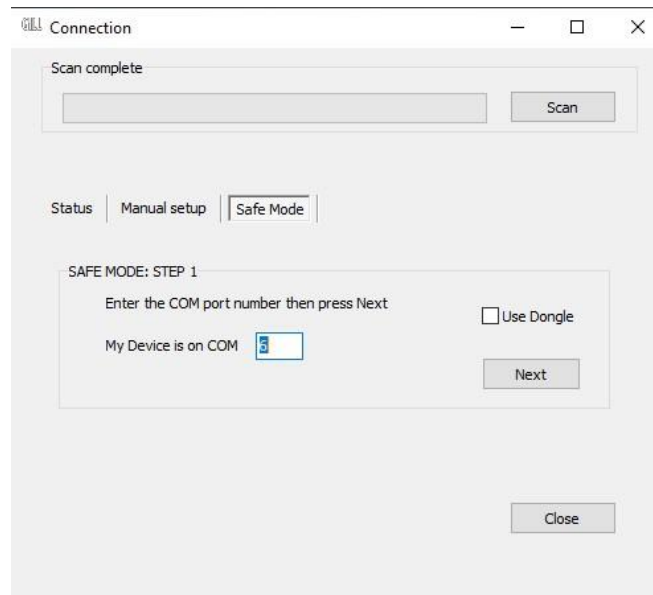 GILL Connection
Scan complete
Scan
Status Manual setup Safe Mode
SAFE MODE: STEP 1
Enter the COM port number then press Next
Use Dongle
My Device is on COM 6
Next
Close